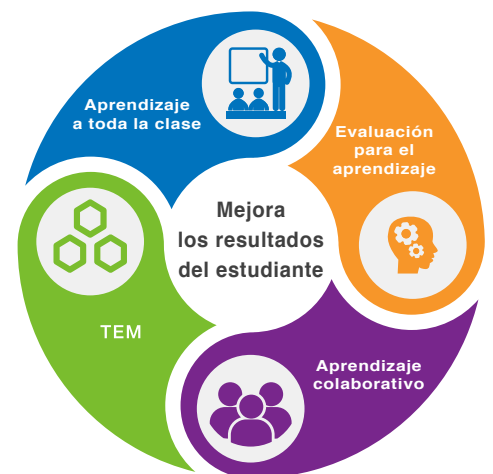 Aprendizaje
a toda la clase
Evaluación
para el
aprendizaje
Mejora
los resultados
del estudiante
TEM
Aprendizaje
colaborativo